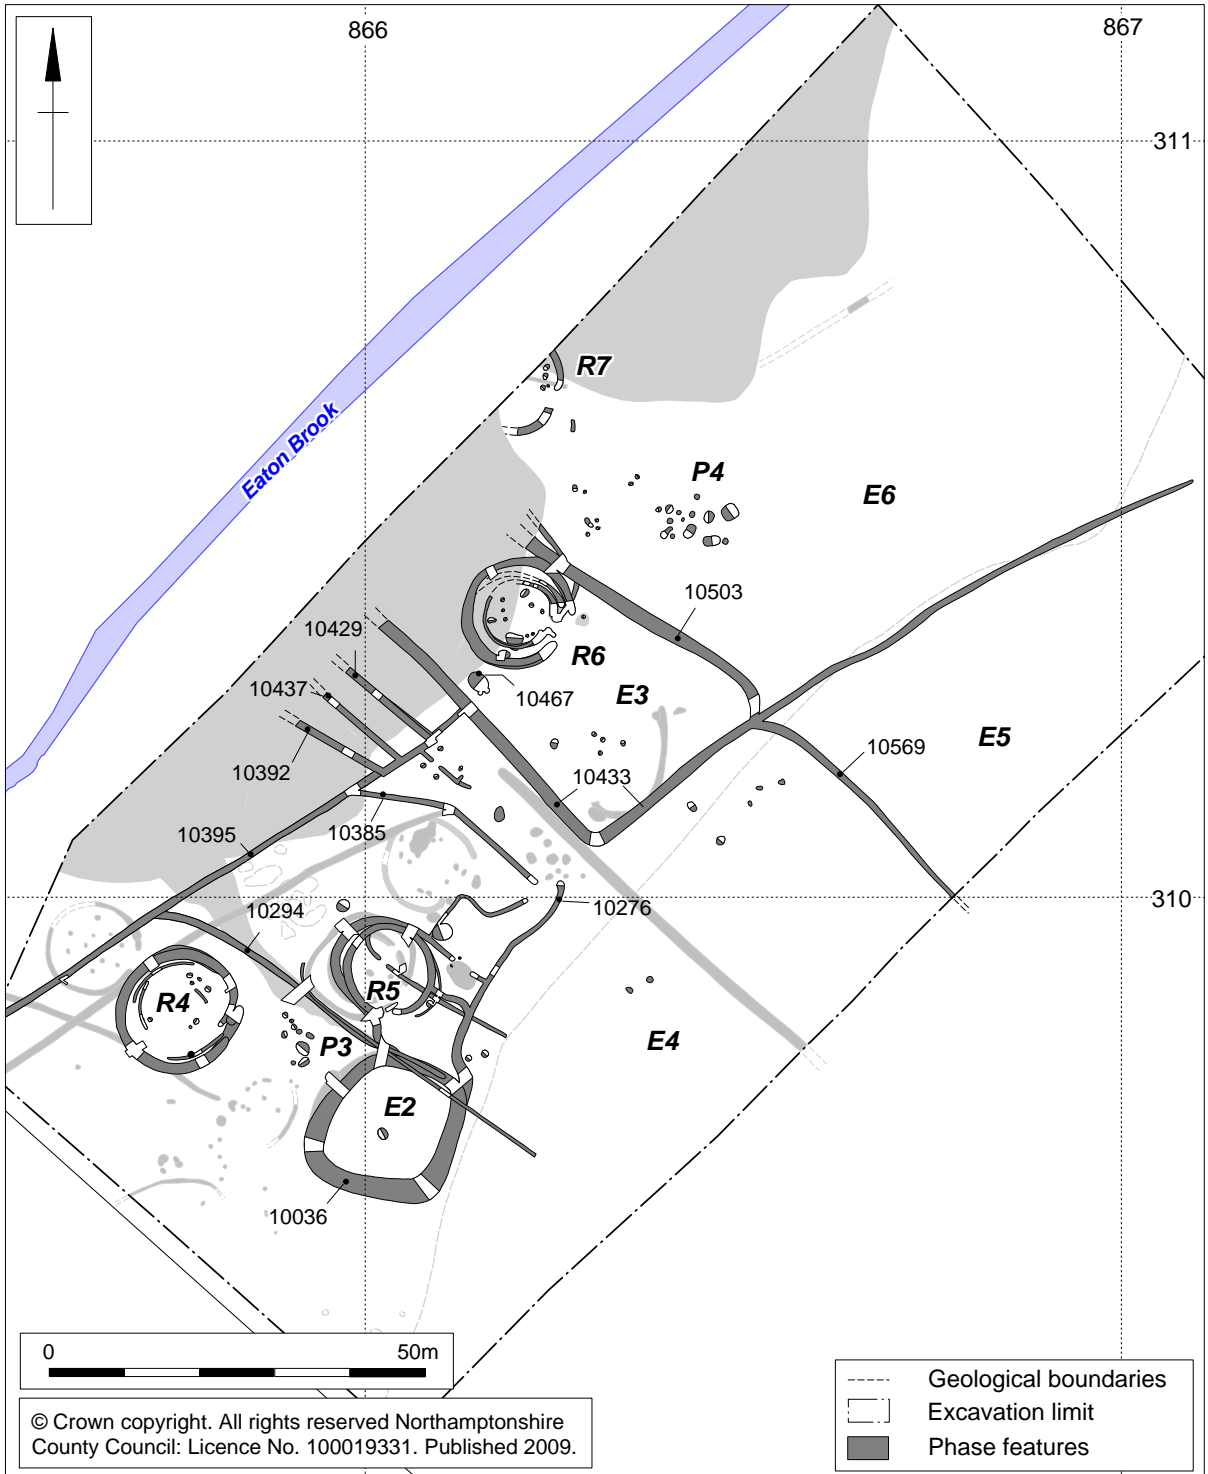 866
867
311
R7
Eaton Brook
P4
E6
10503
10429
R6
10437
10467
E3
E5
10569
10392
10433
10395
10385
310
10294
10276
R4
R5
P3
E4
E2
10036
0
50m
© Crown copyright. All rights reserved Northamptonshire
County Council: Licence No. 100019331. Published 2009.
Geological boundaries
Excavation limit
Phase features